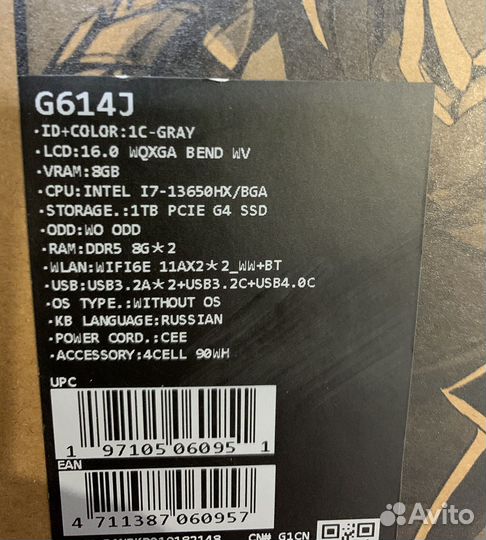 G614J
·ID+COLOR:1C-GRAY
·LCD:16.0 WQXGA BEND WV
·VRAM:8GB
·CPU:INTEL I7-13650HX/BGA
·STORAGE.:1TB PCIE G4 SSD
·ODD:WO ODD
·RAM:DDR5 8G*2
·WLAN:WIFI6E 11AX2*2_WW+BT
·USB:USB3.2A*2+USB3.2C+USB4.0C
·OS TYPE.:WITHOUT OS
·KB LANGUAGE:RUSSIAN
·POWER CORD.:CEE
·ACCESSORY:4CELL 90WH
UPC
1 97105 06095 1
EAN
4 711387 060957
CN# G1CN
Avito